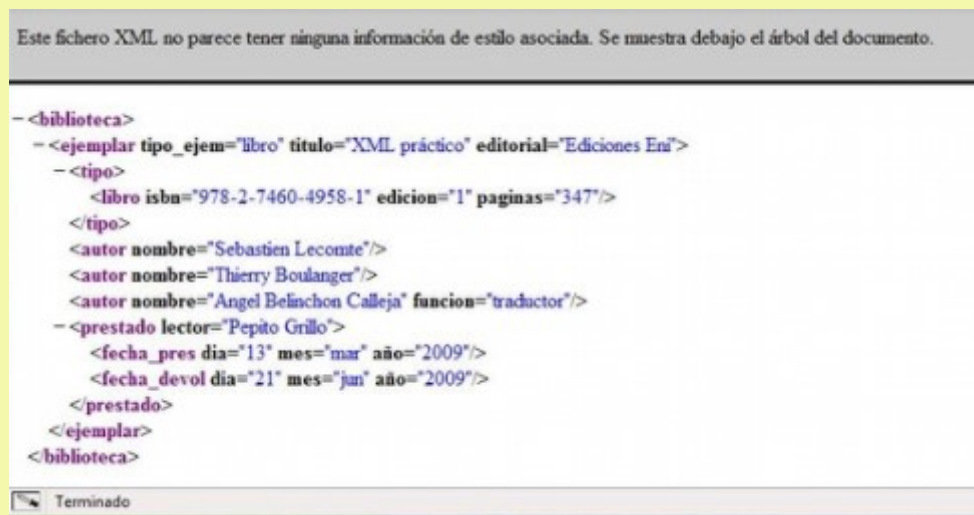 Este fichero XML no parece tener ninguna información de estilo asociada. Se muestra debajo el árbol del documento.
- <biblioteca>
- <ejemplar tipo_ejem="libro" titulo="XML práctico" editorial="Ediciones Eni">
- <tipo>
<libro isbn="978-2-7460-4958-1" edicion="1" paginas="347"/>
</tipo>
<autor nombre="Sebastien Lecomte"/>
<autor nombre="Thierry Boulanger"/>
<autor nombre="Angel Belinchon Calleja" funcion="traductor"/>
- <prestado lector="Pepito Grillo">
<fecha_pres dia="13" mes="mar" año="2009"/>
<fecha_devol dia="21" mes="jun" año="2009"/>
</prestado>
</ejemplar>
</biblioteca>
Terminado